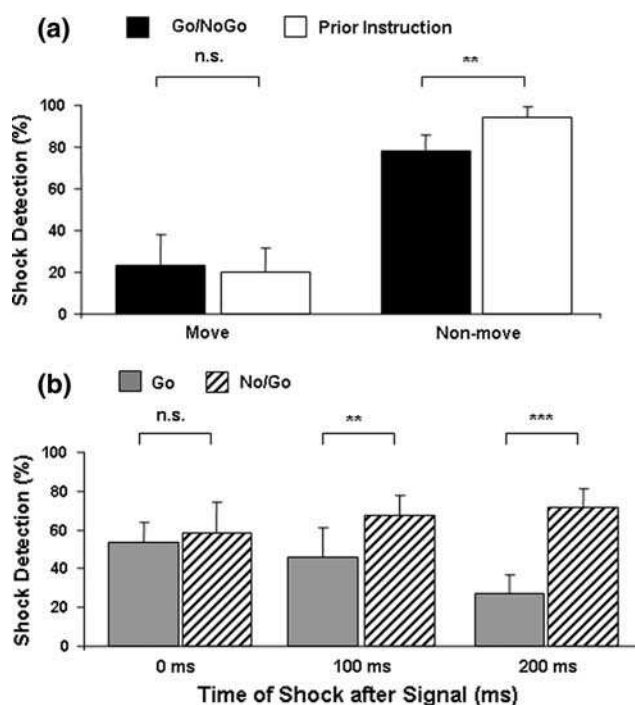 (a) Go/NoGo Prior Instruction
n.s. **
Shock Detection (%)
100
80
60
40
20
0
Move Non-move
(b) Go No/Go
n.s. ** ***
Shock Detection (%)
100
80
60
40
20
0
0 ms 100 ms 200 ms
Time of Shock after Signal (ms)